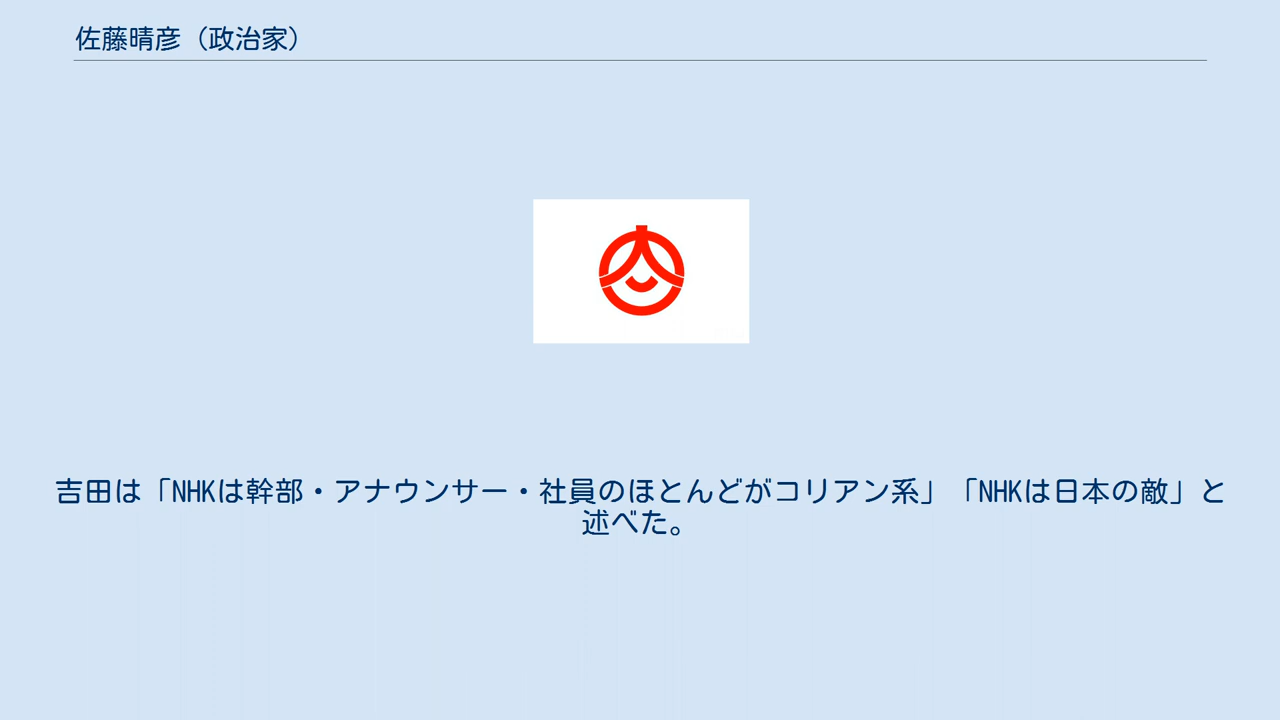 佐藤晴彦（政治家）
吉田は「NHKは幹部・アナウンサー・社員のほとんどがコリアン系」「NHKは日本の敵」と
述べた。